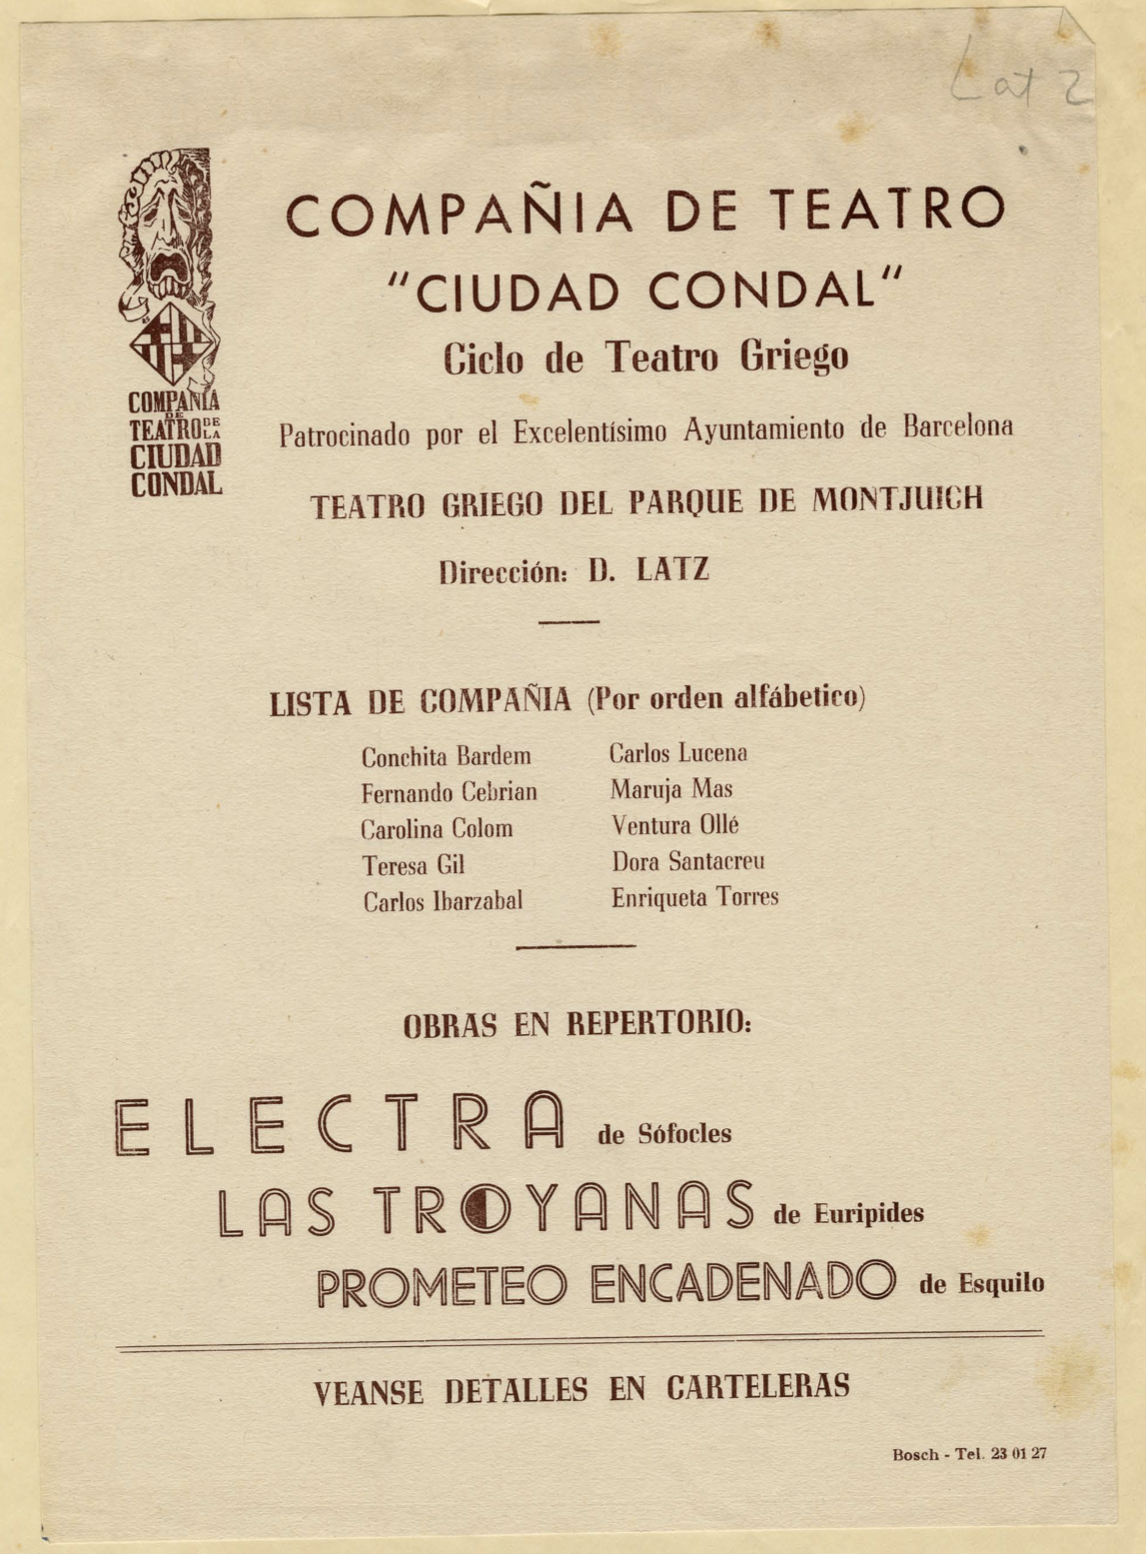 Lat 2
COMPAÑIA DE TEATRO
"CIUDAD CONDAL"
Ciclo de Teatro Griego
Patrocinado por el Excelentísimo Ayuntamiento de Barcelona
TEATRO GRIEGO DEL PARQUE DE MONTJUICH
Dirección: D. LATZ
COMPAÑIA
DE
TEATRO DE LA
CIUDAD
CONDAL
LISTA DE COMPAÑIA (Por orden alfábetico)
Conchita Bardem
Fernando Cebrian
Carolina Colom
Teresa Gil
Carlos Ibarzabal
Carlos Lucena
Maruja Mas
Ventura Ollé
Dora Santacreu
Enriqueta Torres
OBRAS EN REPERTORIO:
ELECTRA de Sófocles
LAS TROYANAS de Euripides
PROMETEO ENCADENADO de Esquilo
VEANSE DETALLES EN CARTELERAS
Bosch - Tel. 23 01 27